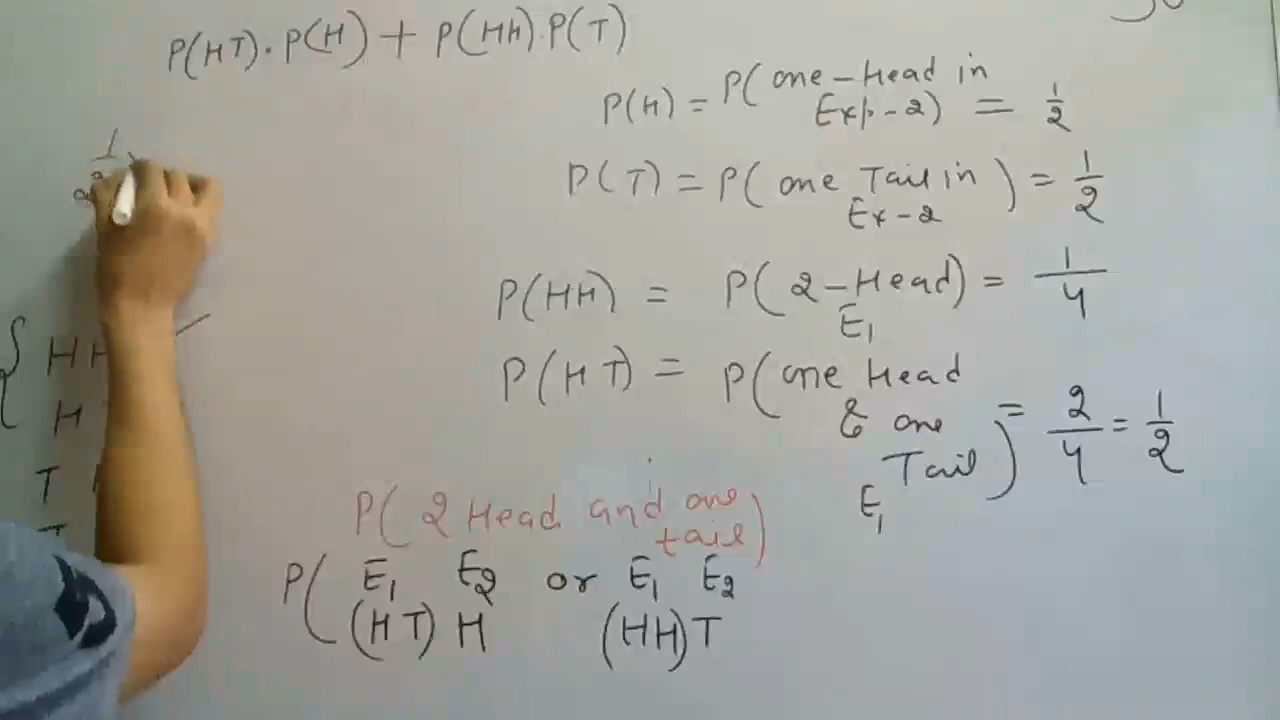 P(HT).P(H) + P(HH).P(T)
P(H) = P(one-Head in
Exp-2) = 1/2
P(T) = P(one Tail in
Ex-2) = 1/2
P(HH) = P(2-Head) = 1/4
E1
P(HT) = P(one Head
& one
Tail) = 2/4 = 1/2
E1
HH
H
T
P(2 Head and one
tail)
P( E1 E2 or E1 E2
(HT) H (HH)T